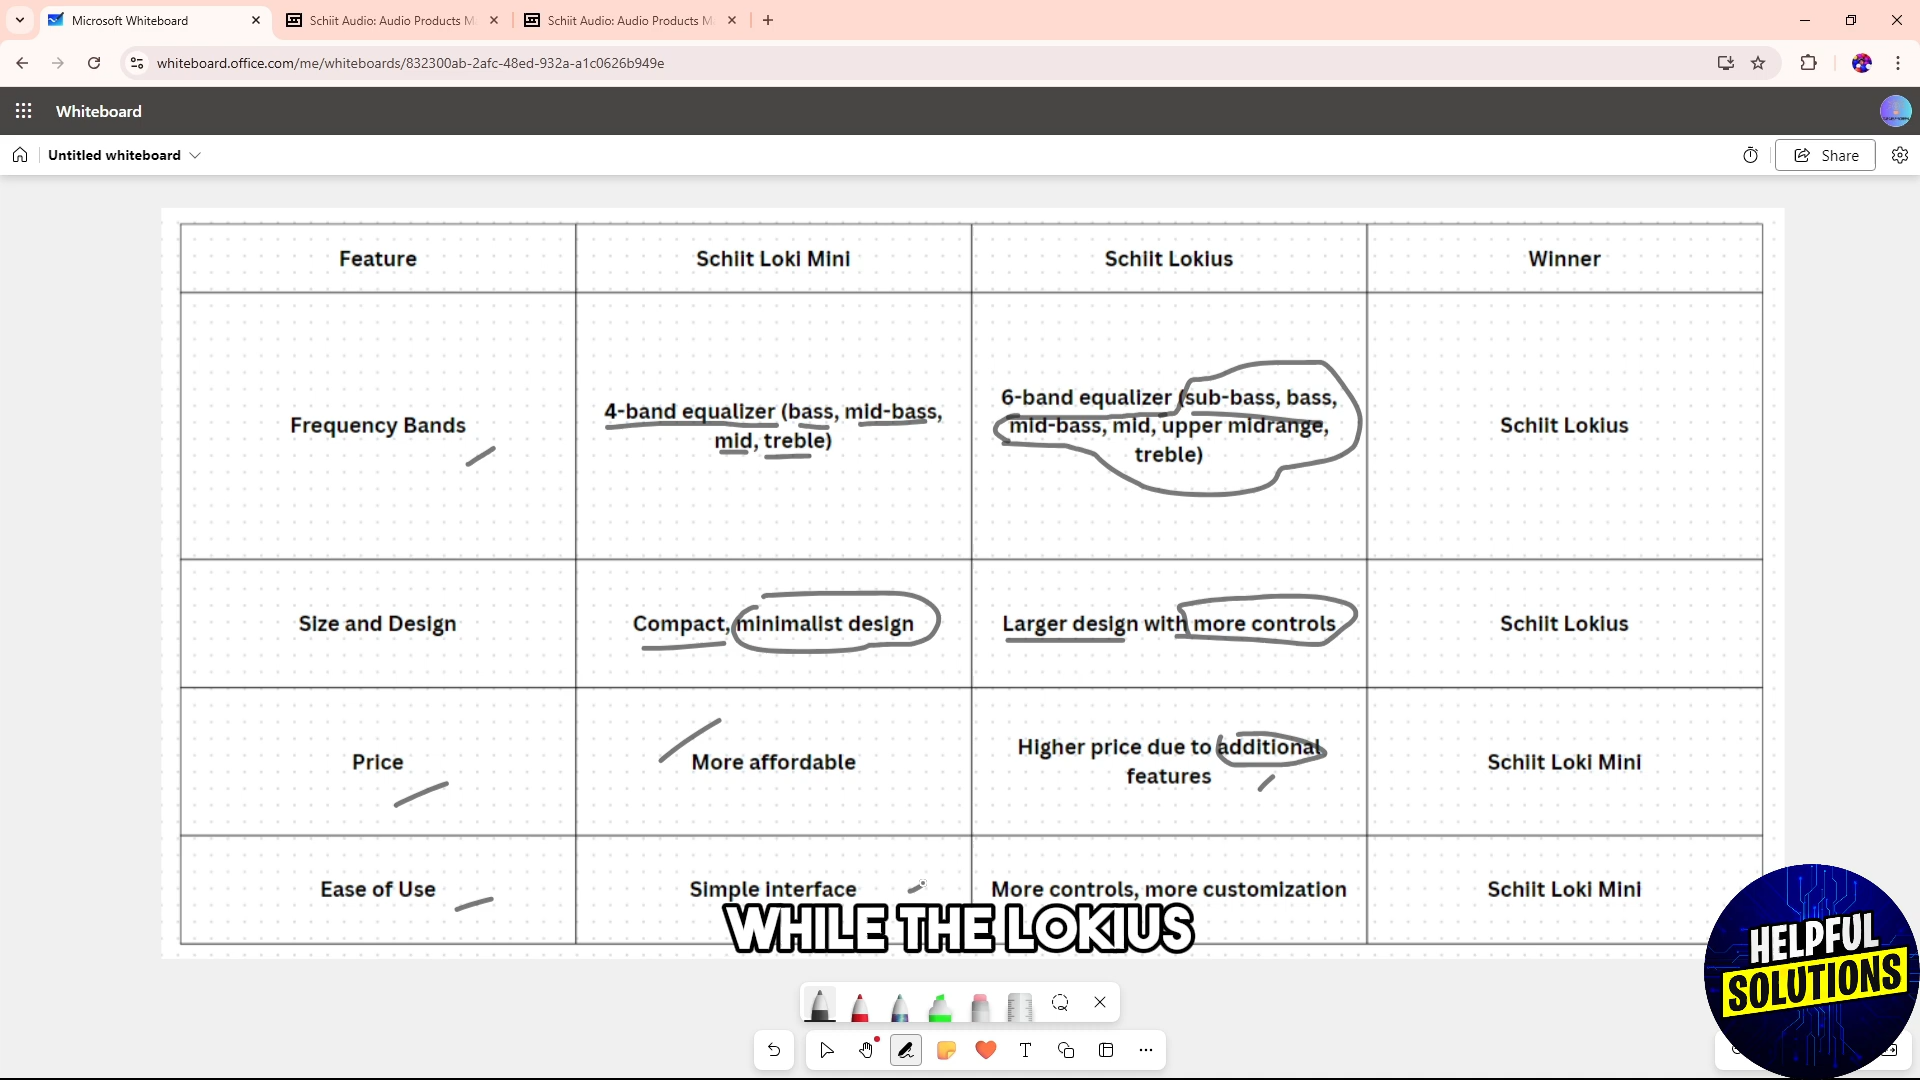 Microsoft Whiteboard
Schiit Audio: Audio Products M
Schiit Audio: Audio Products M
whiteboard.office.com/me/whiteboards/832300ab-2afc-48ed-932a-a1c0626b949e
Whiteboard
Untitled whiteboard
Share
Feature
Schiit Loki Mini
Schiit Lokius
Winner
Frequency Bands
4-band equalizer (bass, mid-bass,
mid, treble)
6-band equalizer (sub-bass, bass,
mid-bass, mid, upper midrange,
treble)
Schiit Lokius
Size and Design
Compact, minimalist design
Larger design with more controls
Schiit Lokius
Price
More affordable
Higher price due to additional
features
Schiit Loki Mini
Ease of Use
Simple interface
More controls, more customization
Schiit Loki Mini
WHILE THE LOKIUS
HELPFUL
SOLUTIONS